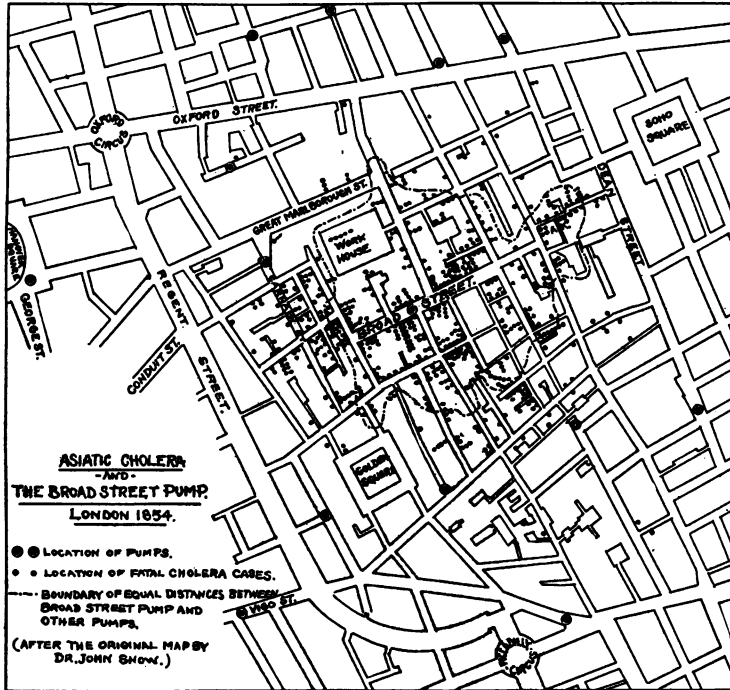 OXFORD CIRCUS
OXFORD STREET.
SOHO
SQUARE
GREAT MARLBOROUGH ST.
DEAN
STREET
WORK
HOUSE
HANOVER
SQUARE
GEORGE ST.
REGENT
STREET.
CONDUIT ST.
BROAD STREET
GOLDEN
SQUARE
ASIATIC CHOLERA
-AND-
THE BROAD STREET PUMP.
LONDON 1854.
LOCATION OF PUMPS.
LOCATION OF FATAL CHOLERA CASES.
BOUNDARY OF EQUAL DISTANCES BETWEEN
BROAD STREET PUMP AND
OTHER PUMPS.
(AFTER THE ORIGINAL MAP BY
DR. JOHN SNOW.)
VIGO ST.
CIRCUS